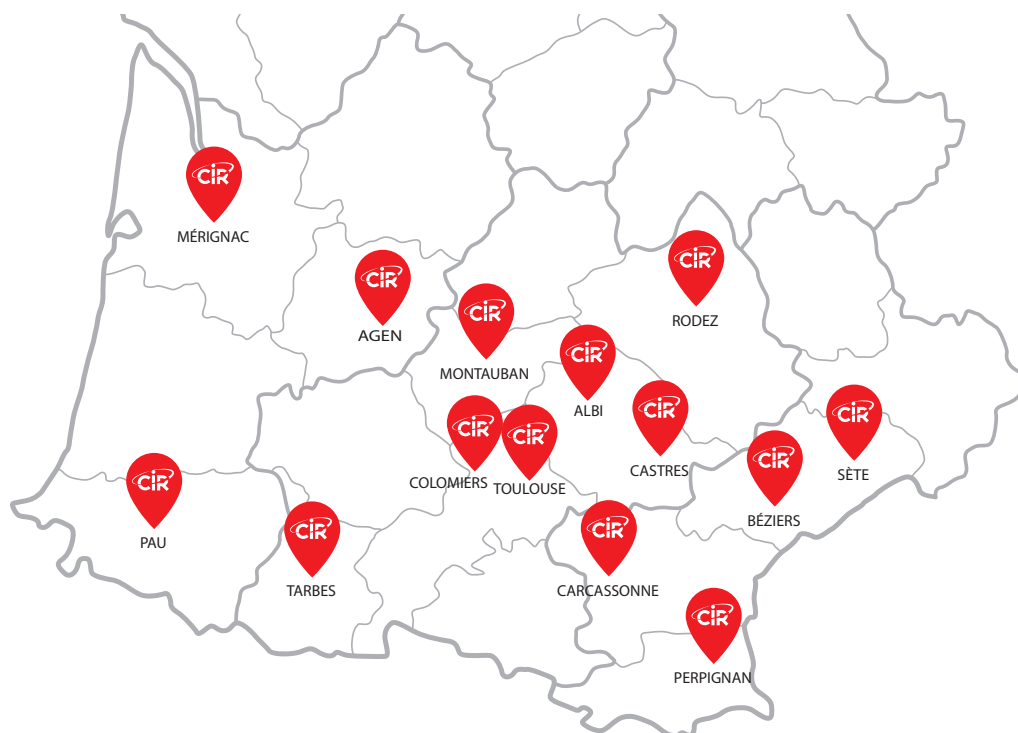 CiR
MÉRIGNAC
CiR
RODEZ
CiR
AGEN
CiR
MONTAUBAN
CiR
ALBI
CiR
CASTRES
CiR
SÈTE
CiR
COLOMIERS
CiR
TOULOUSE
CiR
BÉZIERS
CiR
PAU
CiR
TARBES
CiR
CARCASSONNE
CiR
PERPIGNAN